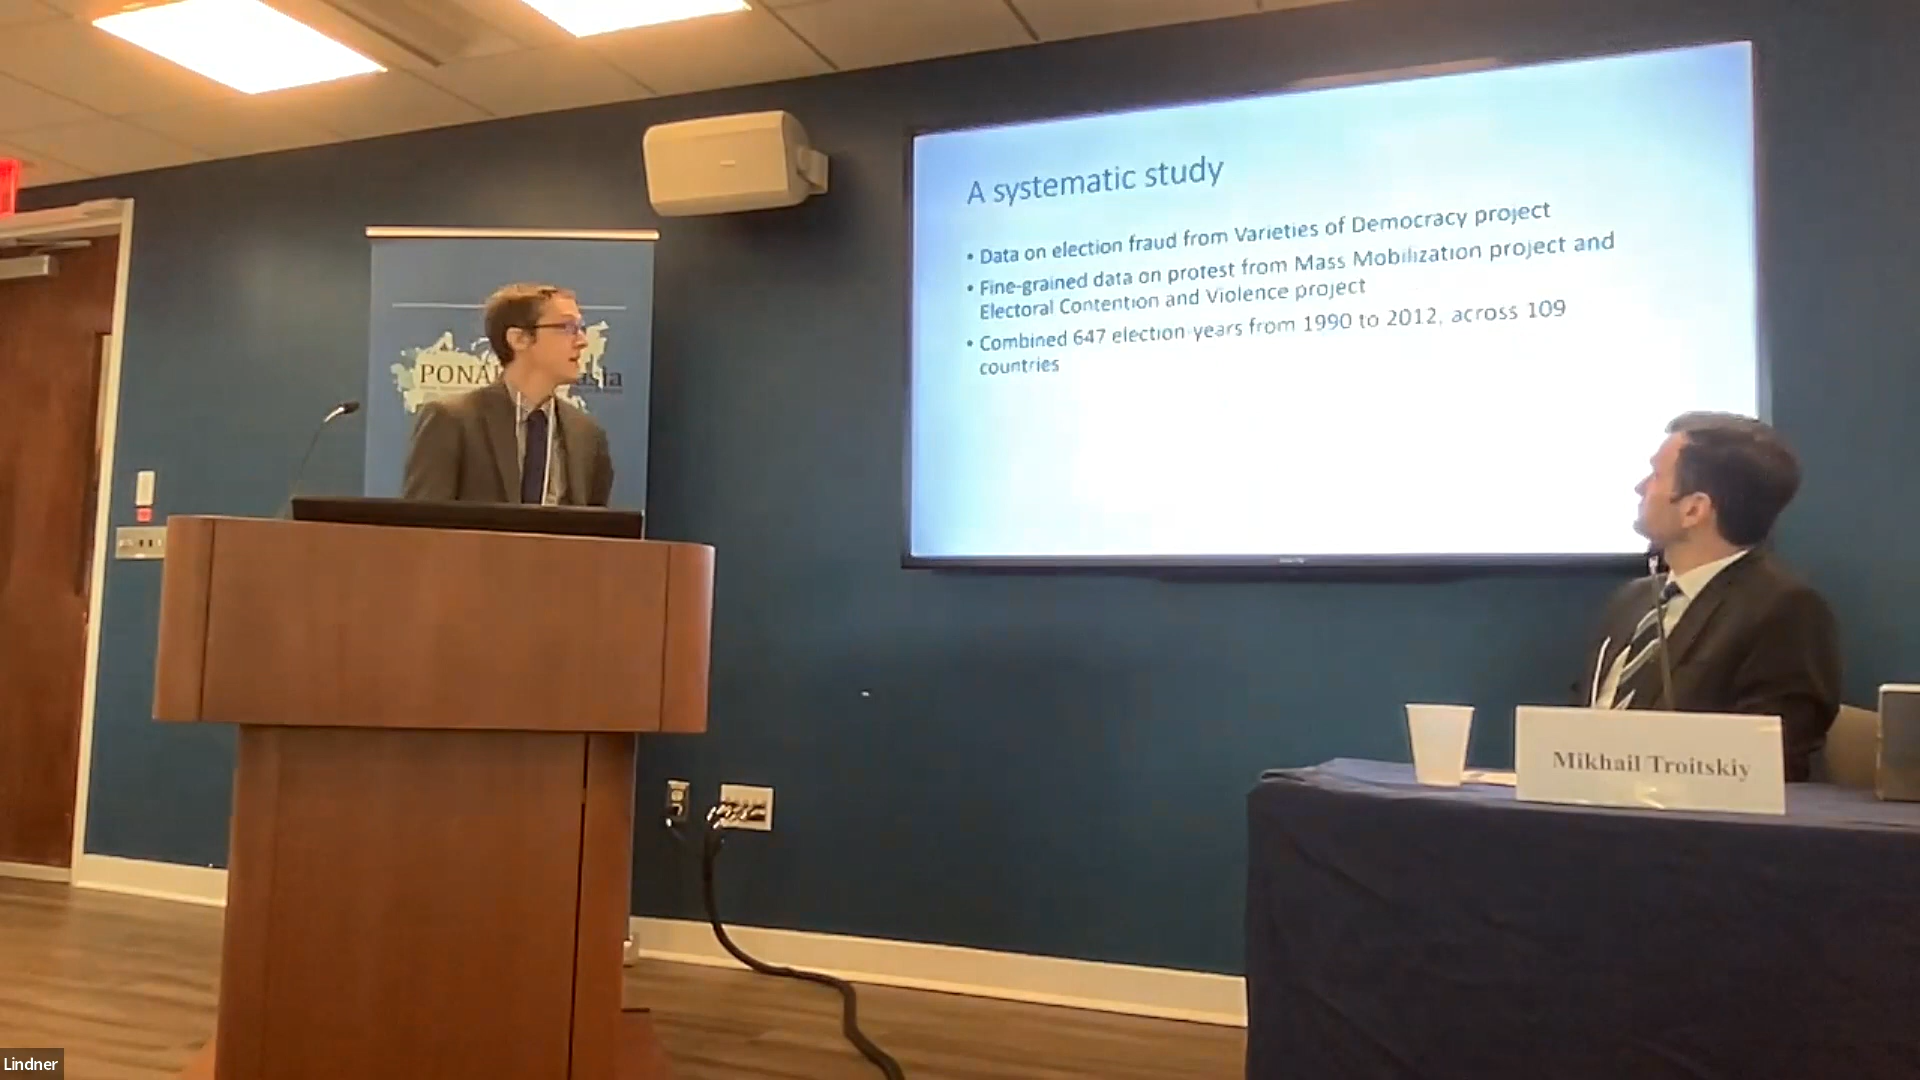 A systematic study
• Data on election fraud from Varieties of Democracy project
• Fine-grained data on protest from Mass Mobilization project and
Electoral Contention and Violence project
• Combined 647 election-years from 1990 to 2012, across 109
countries
PONA
asia
Mikhail Troitskiy
Lindner